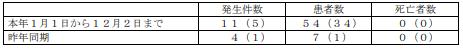 発生件数 患者数 死亡者数
本年１月１日から１２月２日まで １１（５） ５４（３４） ０（０）
昨年同期 ４（１） ７（１） ０（０）